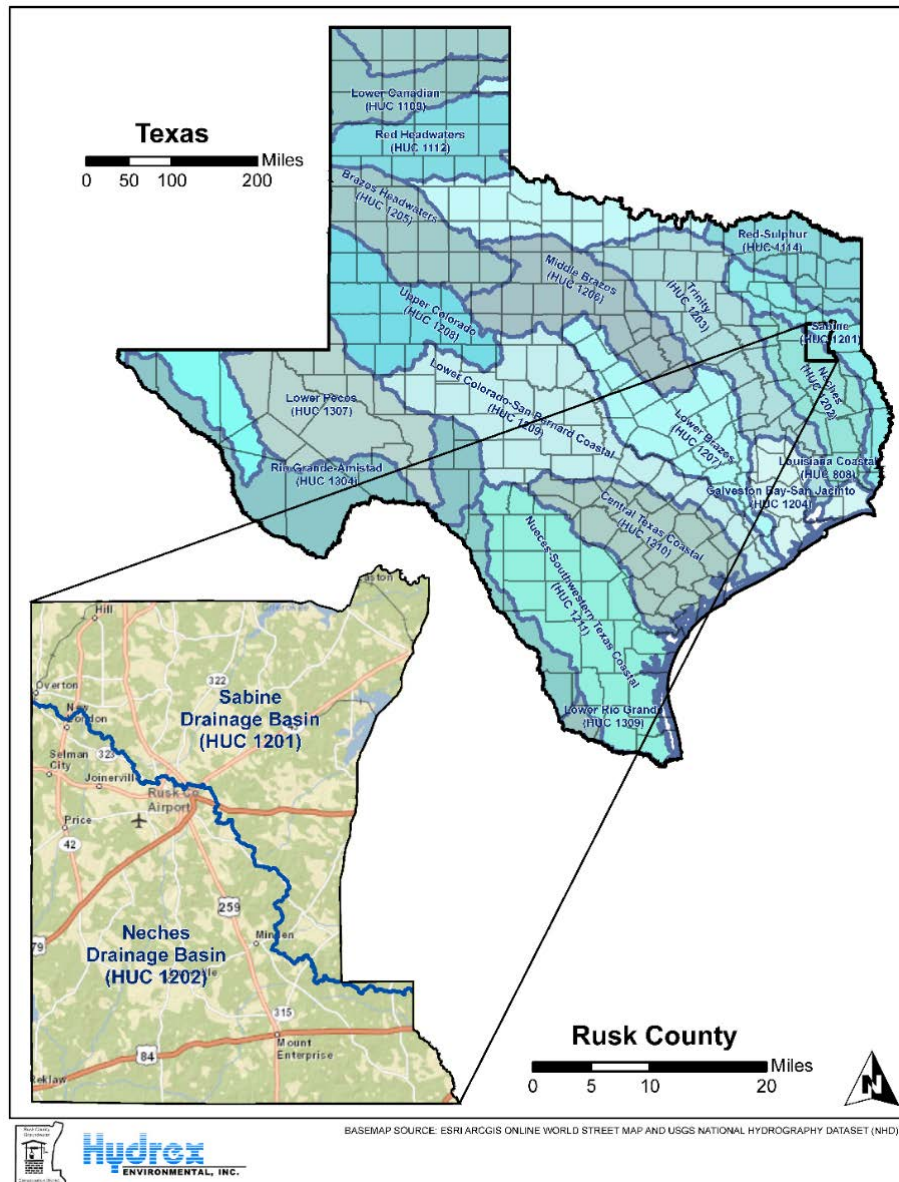 Texas
Miles
0 50 100 200
Lower Canadian
(HUC 1109)
Red Headwaters
(HUC 1112)
Brazos Headwaters
(HUC 1205)
Red-Sulphur
(HUC 1114)
Middle Brazos
(HUC 1206)
Trinity
(HUC 1203)
Upper Colorado
(HUC 1208)
Sabine
(HUC 1201)
Neches
(HUC 1202)
Lower Pecos
(HUC 1307)
Lower Colorado-San Barnard Coastal
(HUC 1209)
Lower Brazos
(HUC 1207)
Rio Grande-Amistad
(HUC 1304)
Louisiana Coastal
(HUC 808)
Galveston Bay-San Jacinto
(HUC 1204)
Central Texas Coastal
(HUC 1210)
Nueces-Southwestern Texas Coastal
(HUC 1211)
Lower Rio Grande
(HUC 1309)
Hill
Overton
322
Sabine
Drainage Basin
(HUC 1201)
New
London
323
Selman
City
Joinerville
Rusk Co
Airport
Price
42
43
259
Neches
Drainage Basin
(HUC 1202)
Minden
79
315
Mount
Enterprise
84
Reklaw
Rusk County
Miles
0 5 10 20
N
BASEMAP SOURCE: ESRI ARCGIS ONLINE WORLD STREET MAP AND USGS NATIONAL HYDROGRAPHY DATASET (NHD)
Rusk County
Groundwater
Hydrex
ENVIRONMENTAL, INC.